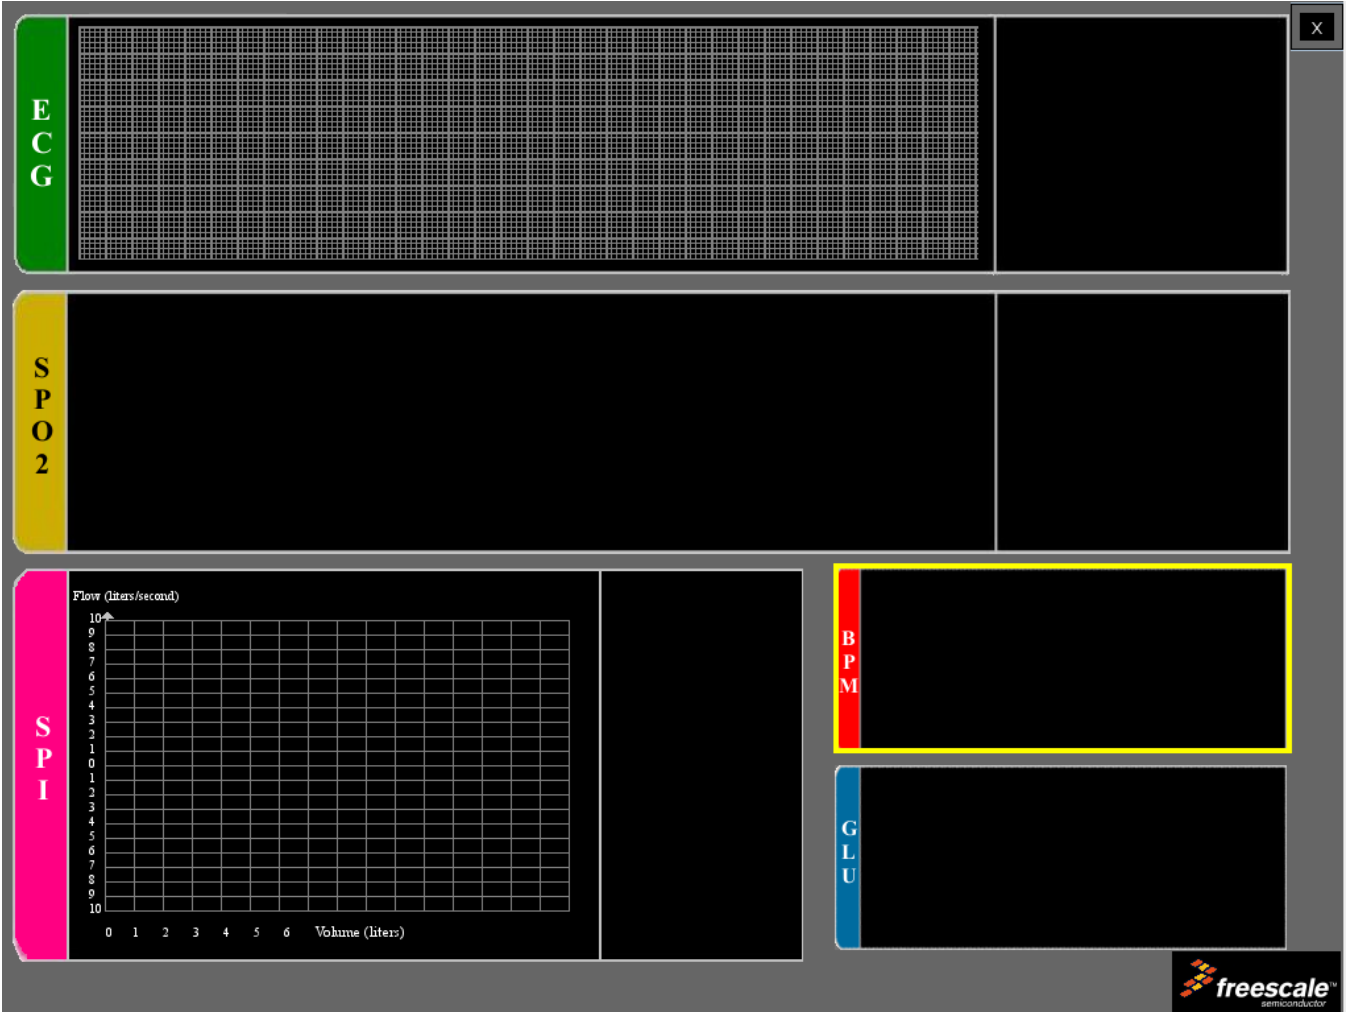 X
E
C
G
S
P
O
2
Flow (liters/second)
10
9
8
7
6
5
4
3
2
1
0
1
2
3
4
5
6
7
8
9
10
0 1 2 3 4 5 6 Volume (liters)
S
P
I
B
P
M
G
L
U
freescale™
semiconductor